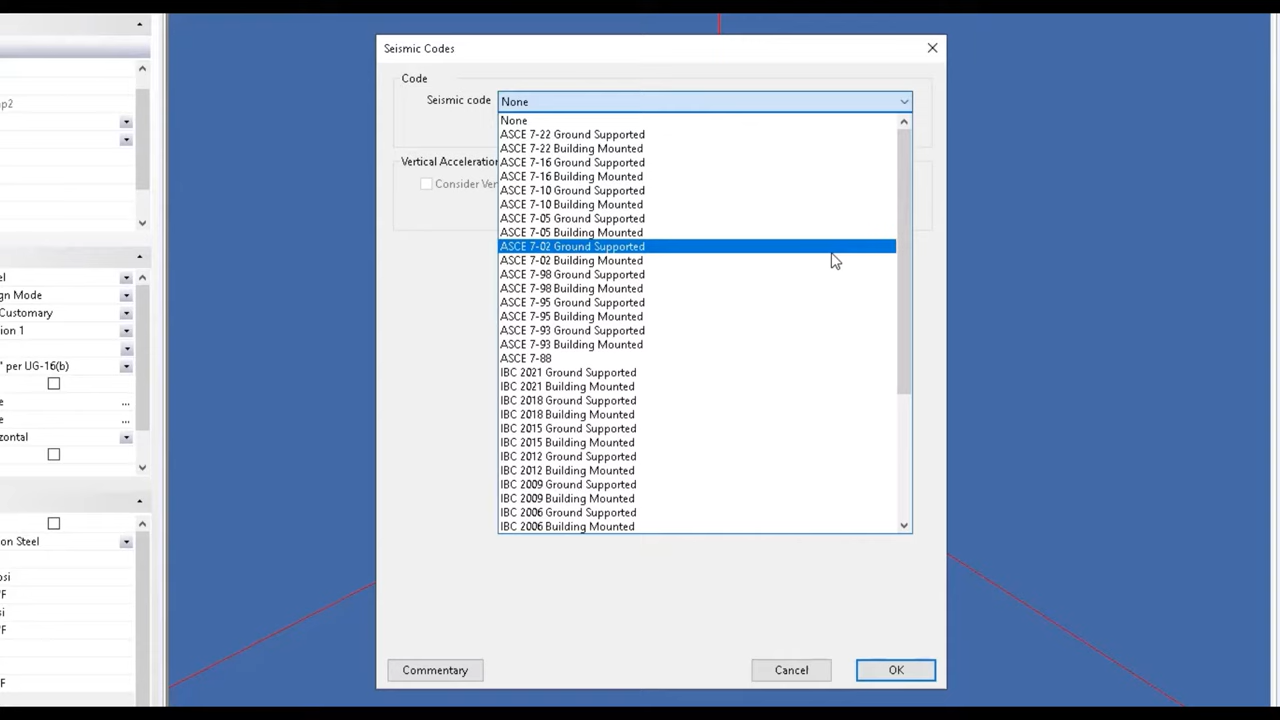 Seismic Codes
Code
Seismic code
None
None
ASCE 7-22 Ground Supported
ASCE 7-22 Building Mounted
ASCE 7-16 Ground Supported
ASCE 7-16 Building Mounted
ASCE 7-10 Ground Supported
ASCE 7-10 Building Mounted
ASCE 7-05 Ground Supported
ASCE 7-05 Building Mounted
ASCE 7-02 Ground Supported
ASCE 7-02 Building Mounted
ASCE 7-98 Ground Supported
ASCE 7-98 Building Mounted
ASCE 7-95 Ground Supported
ASCE 7-95 Building Mounted
ASCE 7-93 Ground Supported
ASCE 7-93 Building Mounted
ASCE 7-88
IBC 2021 Ground Supported
IBC 2021 Building Mounted
IBC 2018 Ground Supported
IBC 2018 Building Mounted
IBC 2015 Ground Supported
IBC 2015 Building Mounted
IBC 2012 Ground Supported
IBC 2012 Building Mounted
IBC 2009 Ground Supported
IBC 2009 Building Mounted
IBC 2006 Ground Supported
IBC 2006 Building Mounted
Vertical Acceleration
Consider Ver
Commentary
Cancel
OK
p2
el
gn Mode
Customary
ion 1
" per UG-16(b)
e
...
e
...
zontal
on Steel
osi
°F
si
°F
F